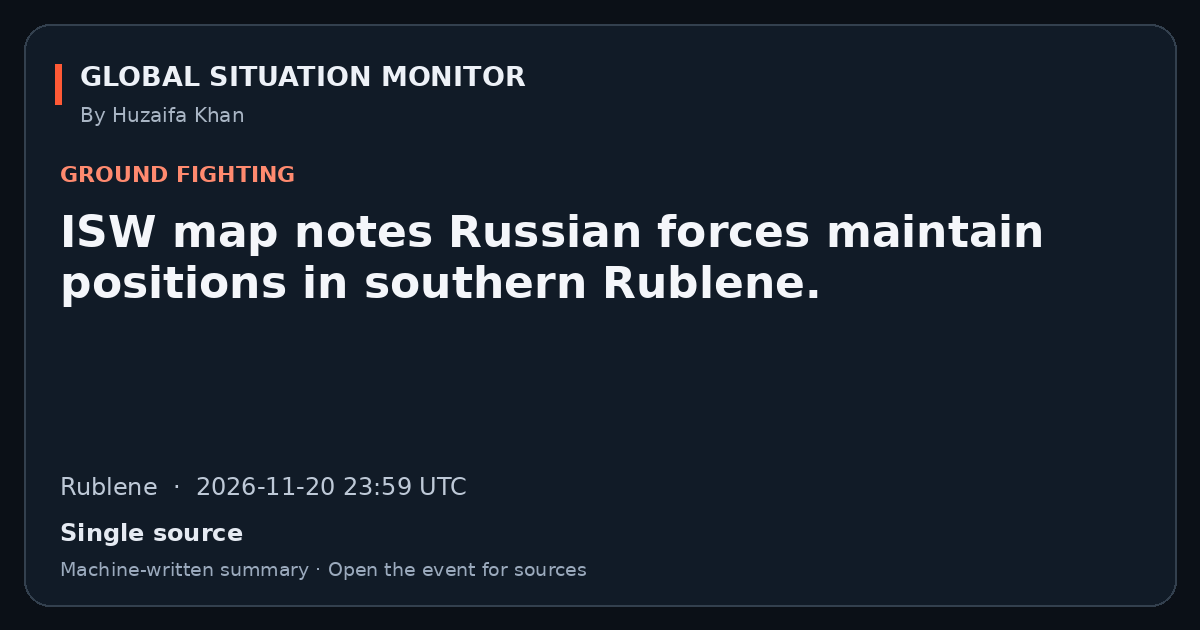 GLOBAL SITUATION MONITOR
By Huzaifa Khan
GROUND FIGHTING
ISW map notes Russian forces maintain
positions in southern Rublene.
Rublene · 2026-11-20 23:59 UTC
Single source
Machine-written summary · Open the event for sources